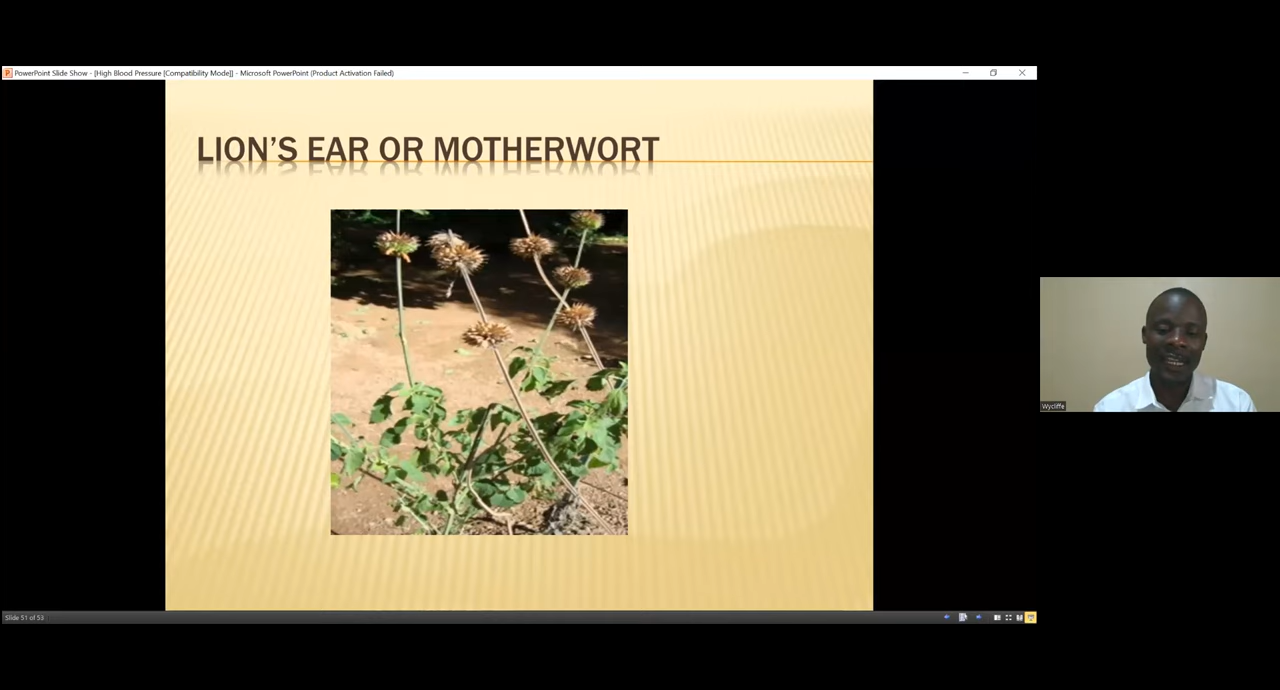 PowerPoint Slide Show - [High Blood Pressure [Compatibility Mode]] - Microsoft PowerPoint (Product Activation Failed)
LION'S EAR OR MOTHERWORT
Wycliffe
Slide 51 of 53